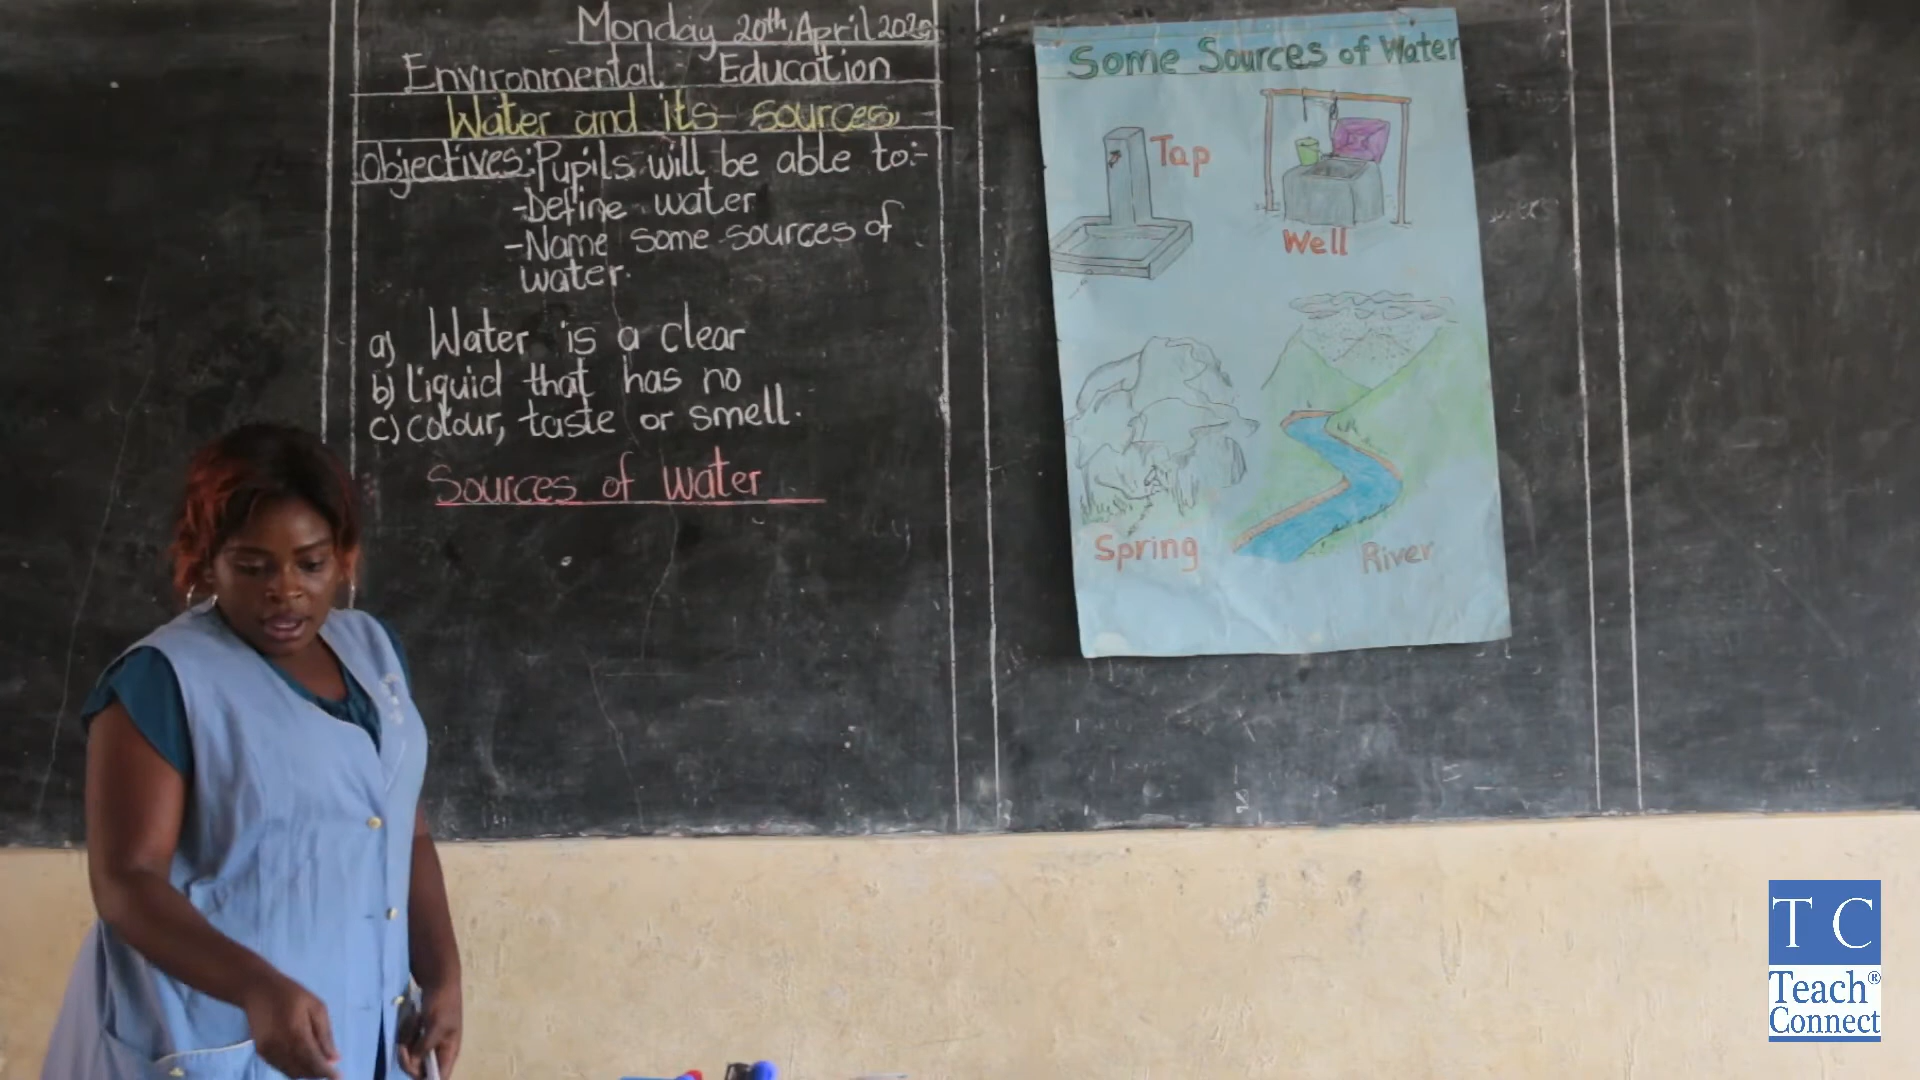 Monday 20th, April 2020
Environmental Education
Water and its sources
Objectives: Pupils will be able to:-
-Define water
-Name some sources of
water.
a) Water is a clear
b) liquid that has no
c) colour, taste or smell.
Sources of water
Some Sources of Water
Tap
Well
Spring
River
T C
Teach®
Connect